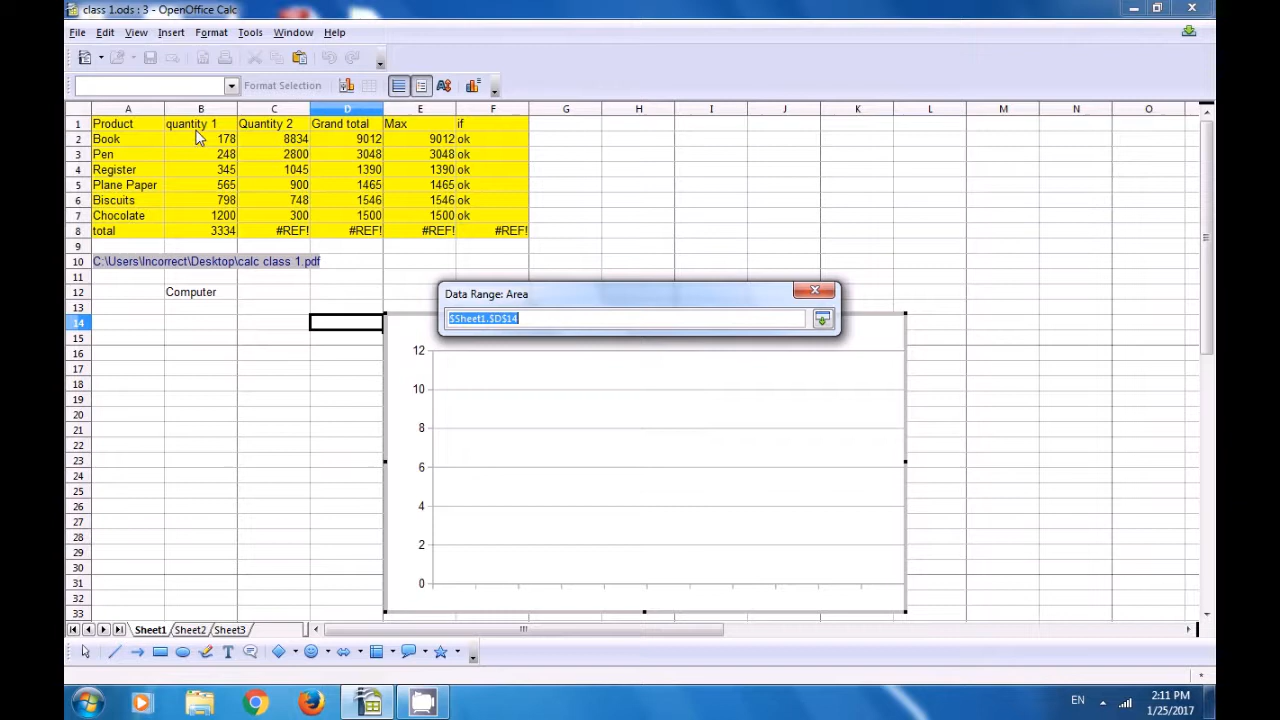 class 1.ods : 3 - OpenOffice Calc
File Edit View Insert Format Tools Window Help
Format Selection
A B C D E F G H I J K L M N O
1 Product quantity 1 Quantity 2 Grand total Max if
2 Book 178 8834 9012 9012 ok
3 Pen 248 2800 3048 3048 ok
4 Register 345 1045 1390 1390 ok
5 Plane Paper 565 900 1465 1465 ok
6 Biscuits 798 748 1546 1546 ok
7 Chocolate 1200 300 1500 1500 ok
8 total 3334 #REF! #REF! #REF! #REF!
9
10 C:\Users\Incorrect\Desktop\calc class 1.pdf
11
12 Computer
13
Data Range: Area
14
$Sheet1.$D$14
15
16
17
18
19
20
21
22
23
24
25
26
27
28
29
30
31
32
33
12
10
8
6
4
2
0
Sheet1 Sheet2 Sheet3
EN
2:11 PM
1/25/2017